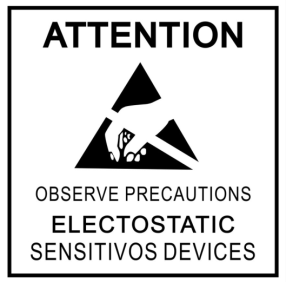 ATTENTION
OBSERVE PRECAUTIONS
ELECTOSTATIC
SENSITIVOS DEVICES